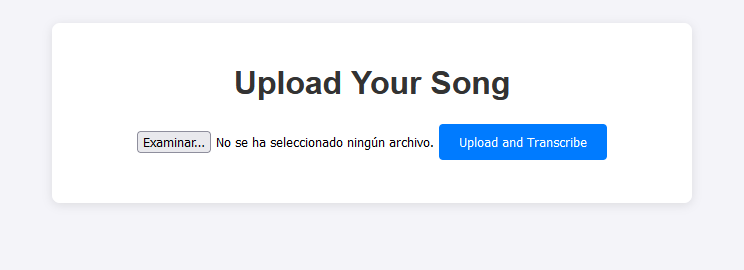 Upload Your Song
Examinar... No se ha seleccionado ningún archivo. Upload and Transcribe